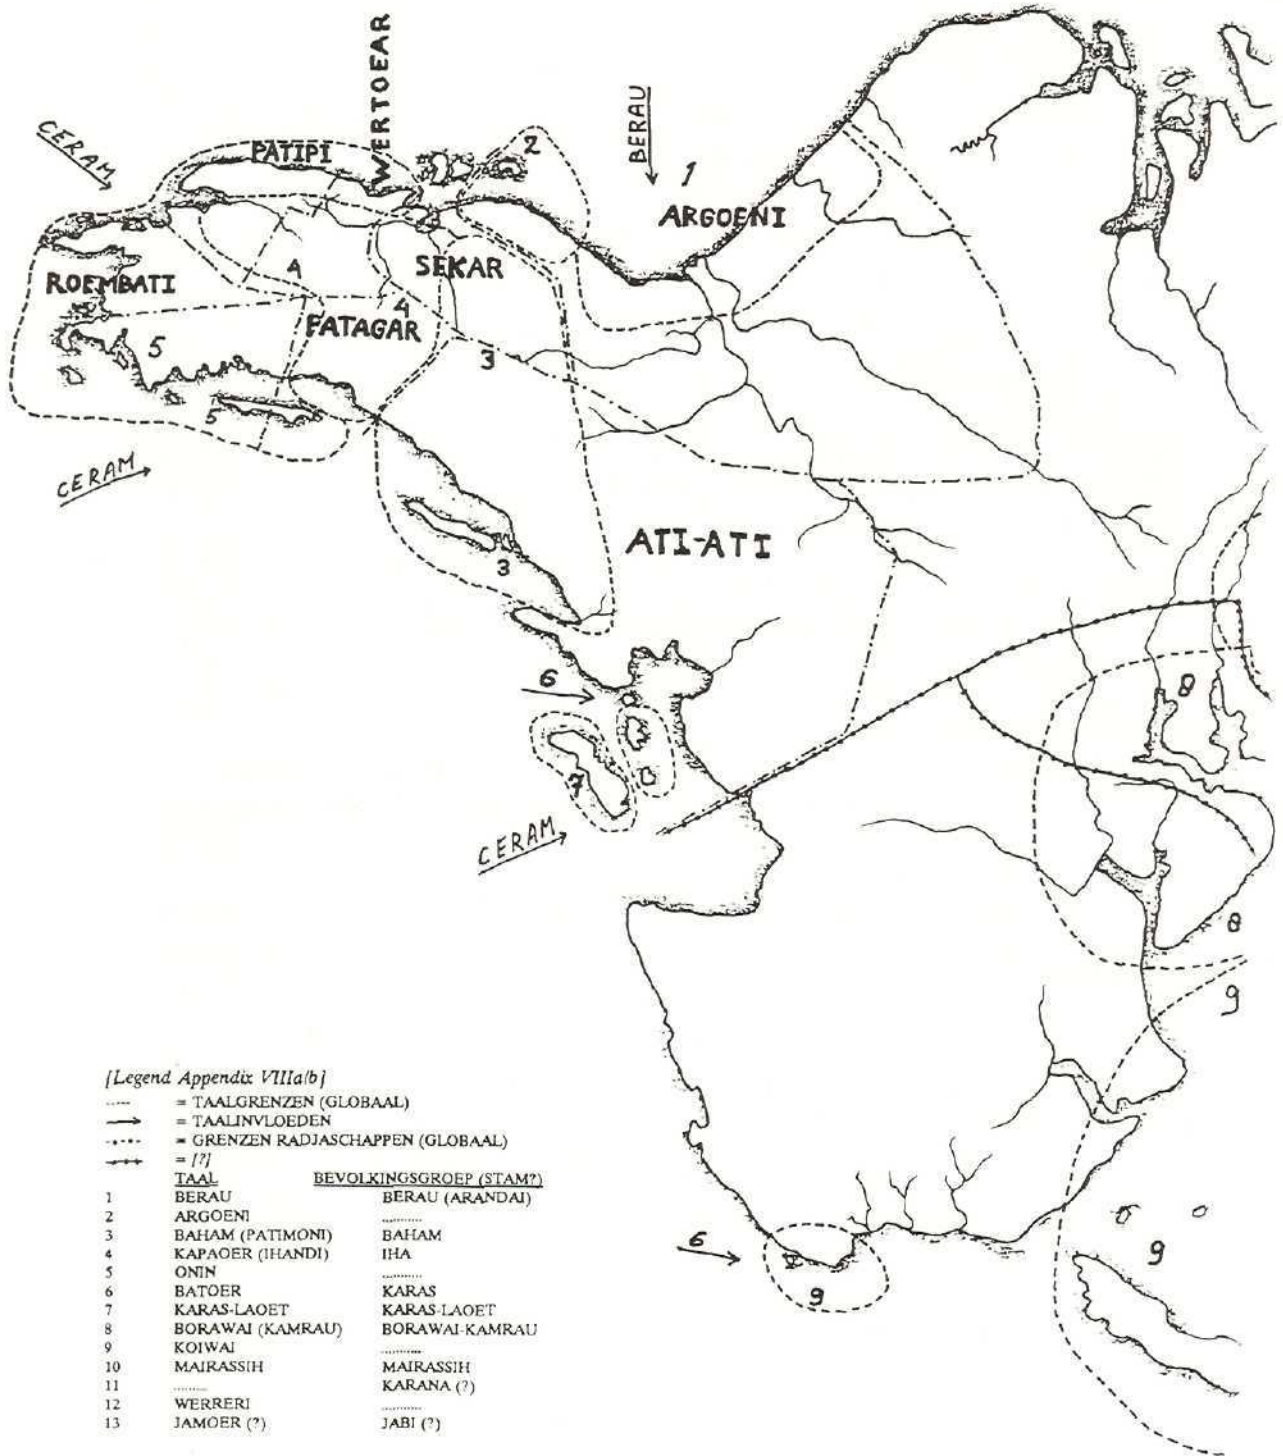 WERTOEAR
CERAM
PATIPI
2
BERAU
1
ARGOENI
ROEMBATI
4
SEKAR
4
FATAGAR
5
3
5
CERAM
ATI-ATI
3
6
8
7
CERAM
8
9
6
9
9
[Legend Appendix VIIIa/b]
----- = TAALGRENZEN (GLOBAAL)
→ = TAALINVLOEDEN
-.-.-. = GRENZEN RADJASCHAPPEN (GLOBAAL)
= [?]
TAAL BEVOLKINGSGROEP (STAM?)
1 BERAU BERAU (ARANDAI)
2 ARGOENI ...........
3 BAHAM (PATIMONI) BAHAM
4 KAPAOER (IHANDI) IHA
5 ONIN ...........
6 BATOER KARAS
7 KARAS-LAOET KARAS-LAOET
8 BORAWAI (KAMRAU) BORAWAI-KAMRAU
9 KOIWAI ...........
10 MAIRASSIH MAIRASSIH
11 ......... KARANA (?)
12 WERRERI ...........
13 JAMOER (?) JABI (?)